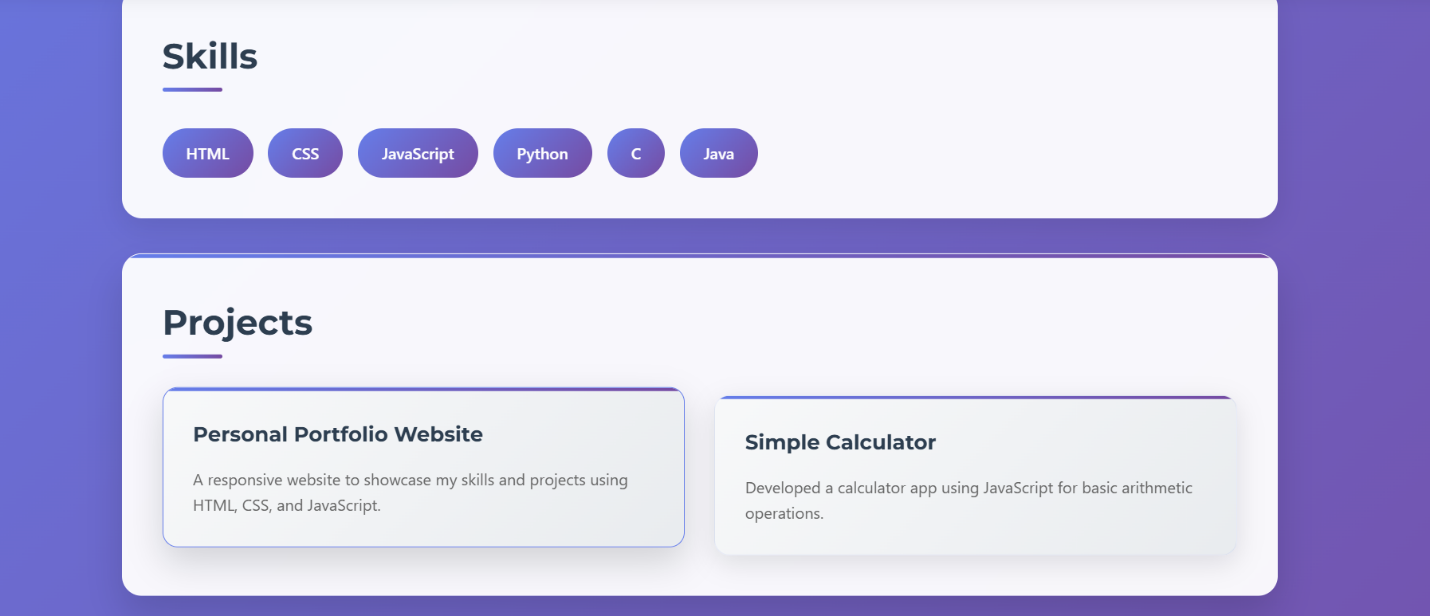 Skills
HTML CSS JavaScript Python C Java
Projects
Personal Portfolio Website
A responsive website to showcase my skills and projects using
HTML, CSS, and JavaScript.
Simple Calculator
Developed a calculator app using JavaScript for basic arithmetic
operations.